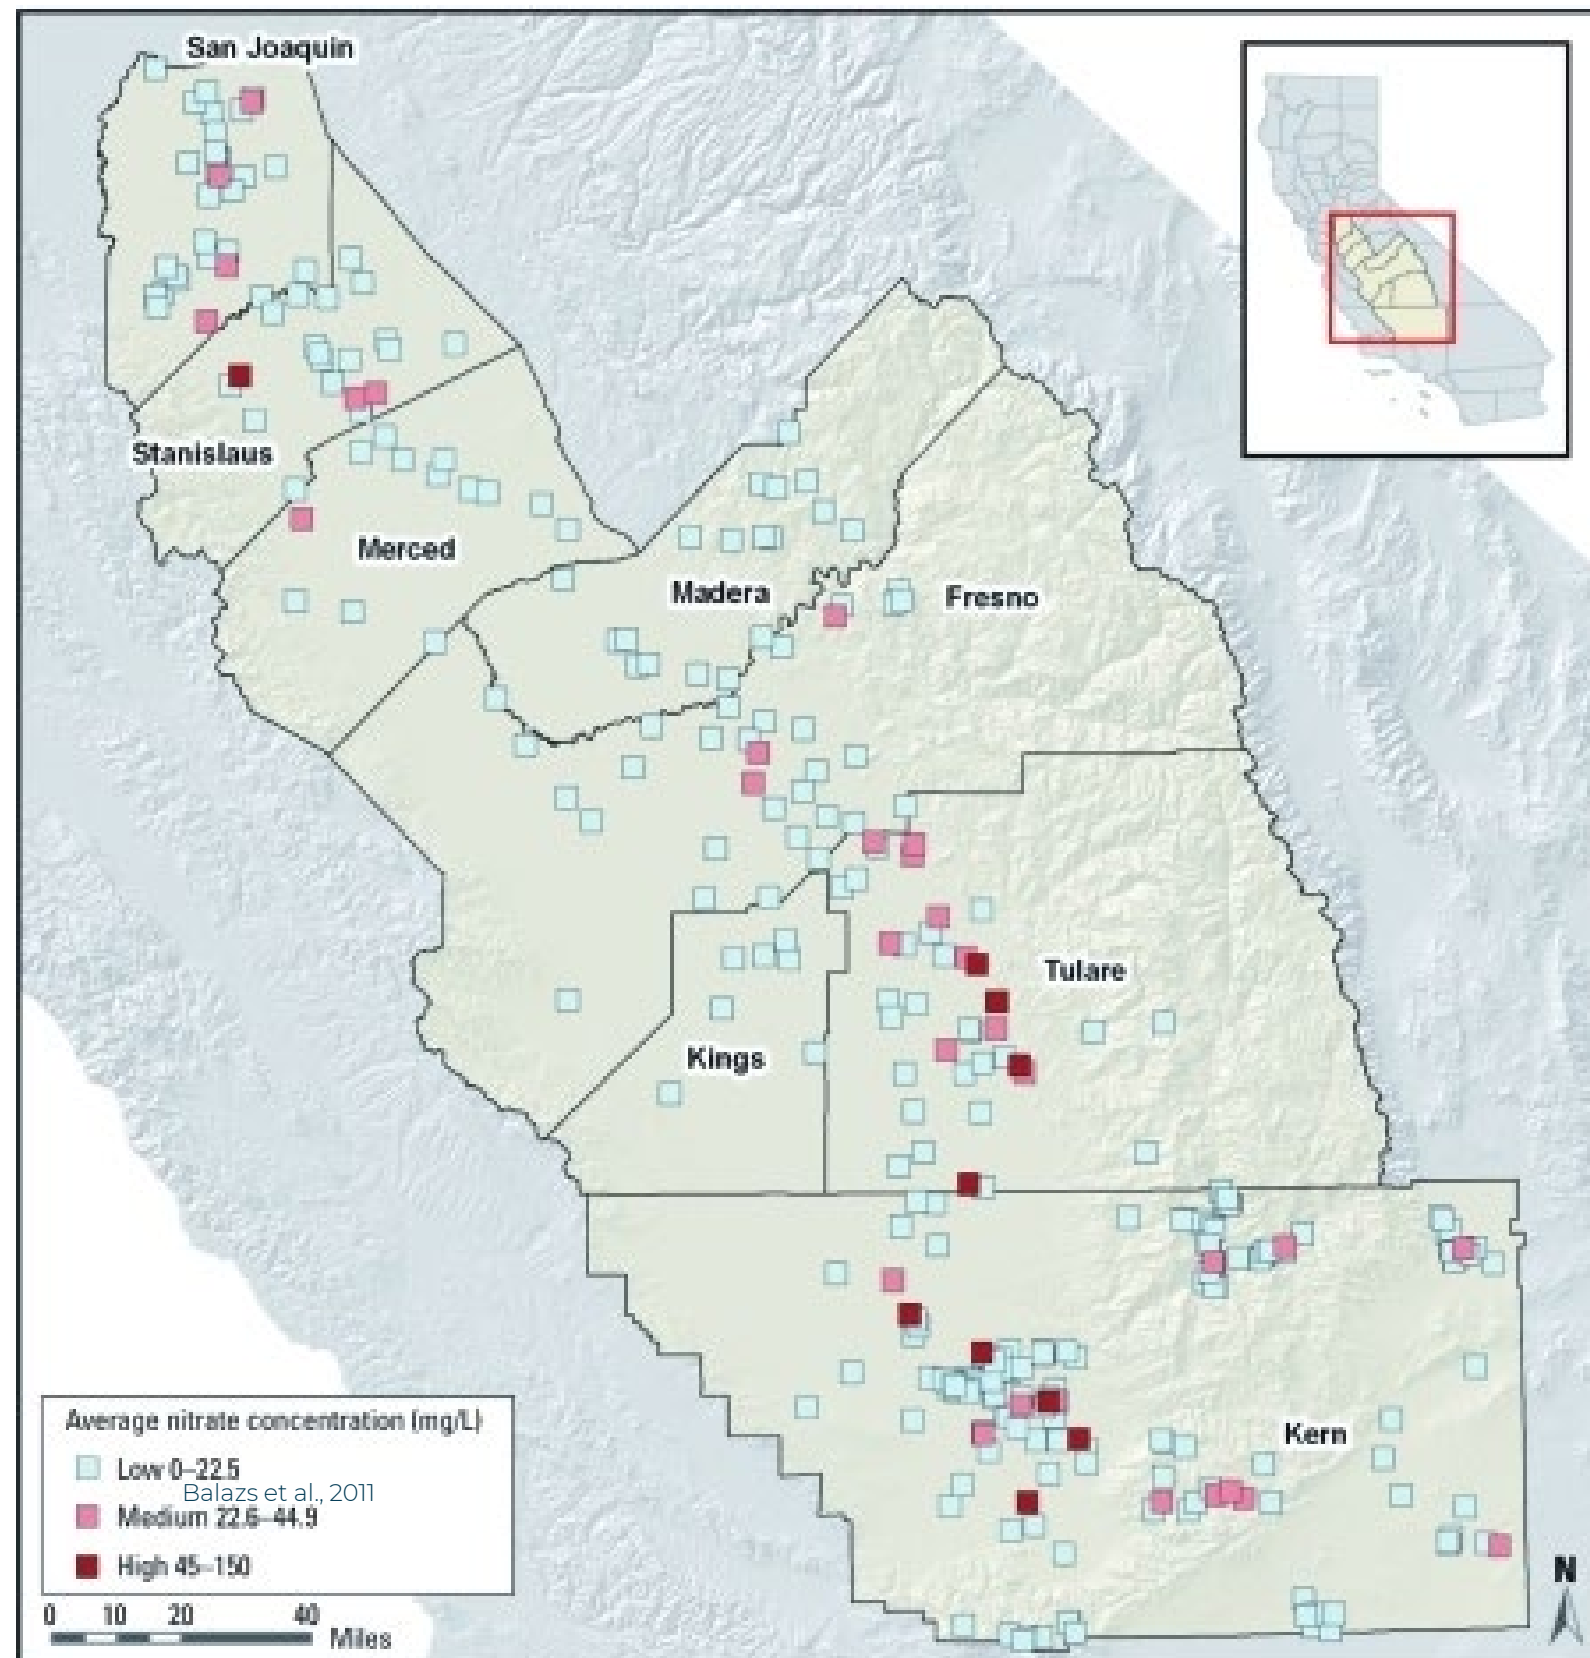 San Joaquin
Stanislaus
Merced
Madera
Fresno
Tulare
Kings
Kern
Average nitrate concentration (mg/L)
Low 0–22.5
Balazs et al., 2011
Medium 22.6–44.9
High 45–150
0 10 20 40
Miles
N